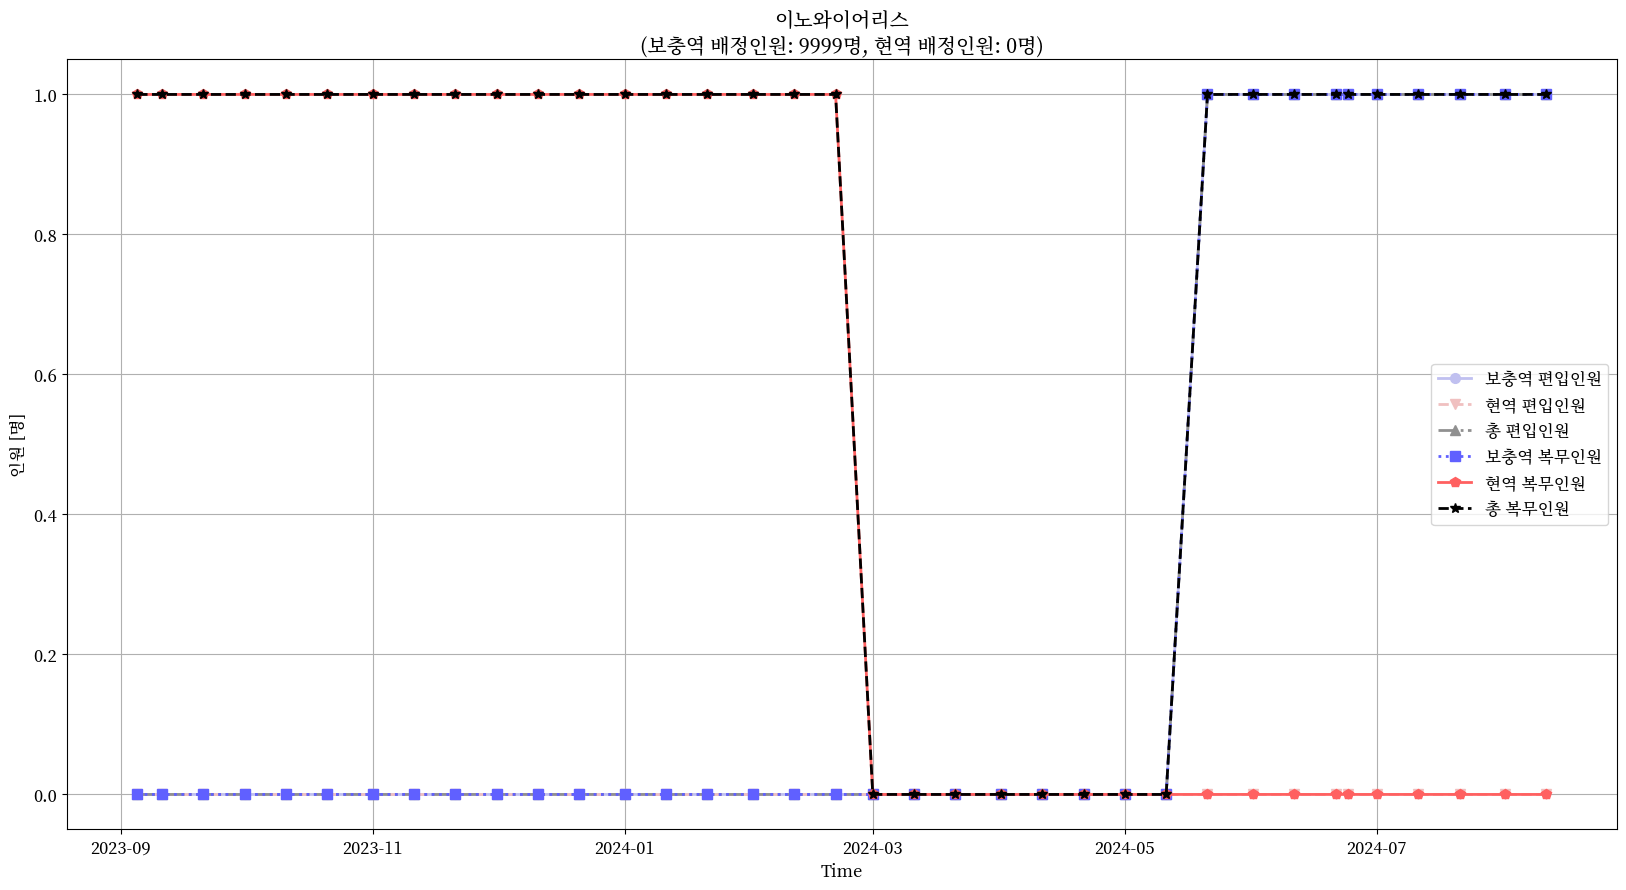 이노와이어리스
(보충역 배정인원: 9999명, 현역 배정인원: 0명)
인원 [명]
1.0
0.8
0.6
0.4
0.2
0.0
보충역 편입인원
현역 편입인원
총 편입인원
보충역 복무인원
현역 복무인원
총 복무인원
2023-09
2023-11
2024-01
2024-03
2024-05
2024-07
Time